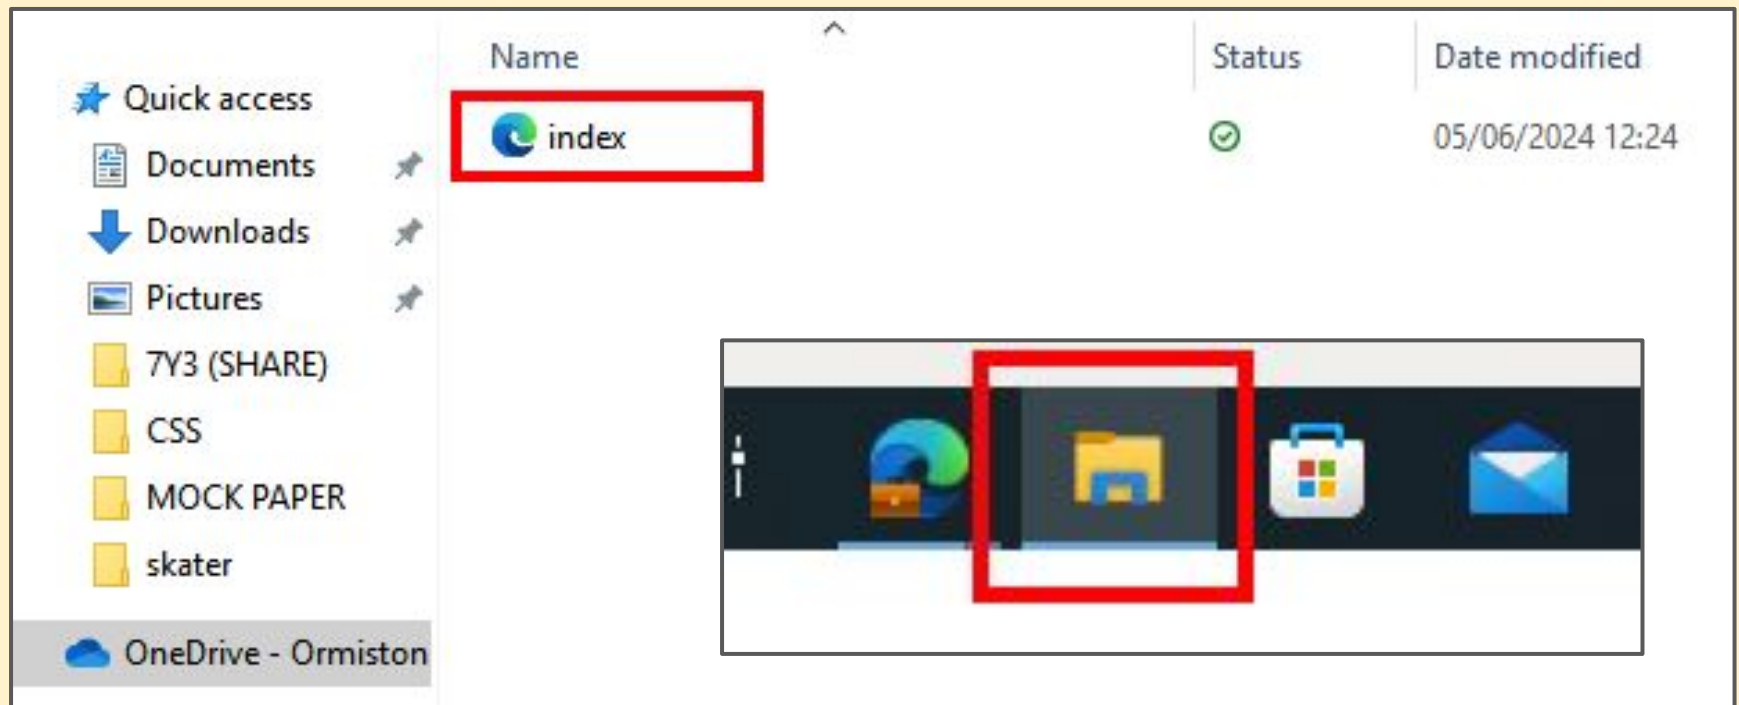 Name Status Date modified
Quick access
index 05/06/2024 12:24
Documents
Downloads
Pictures
7Y3 (SHARE)
CSS
MOCK PAPER
skater
OneDrive - Ormiston